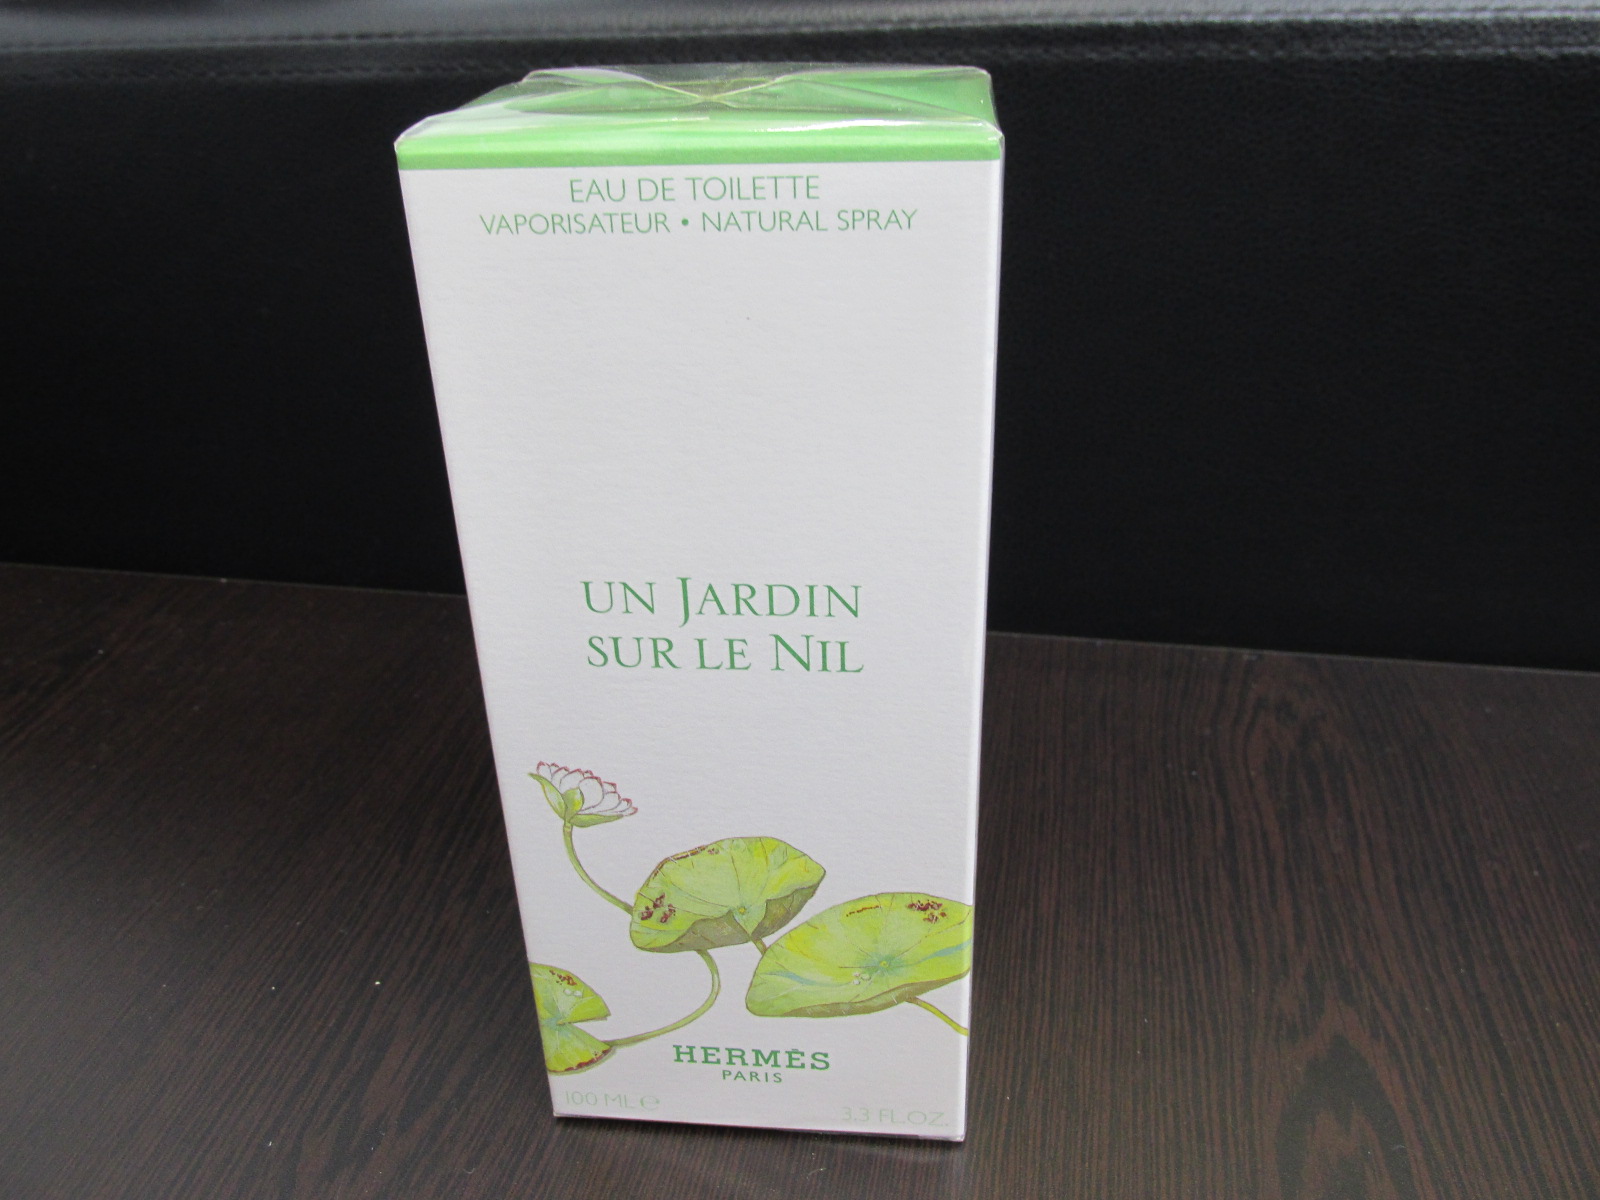 EAU DE TOILETTE
VAPORISATEUR • NATURAL SPRAY
UN JARDIN
SUR LE NIL
HERMÈS
PARIS
100 ML ℮
3.3 FL.OZ.